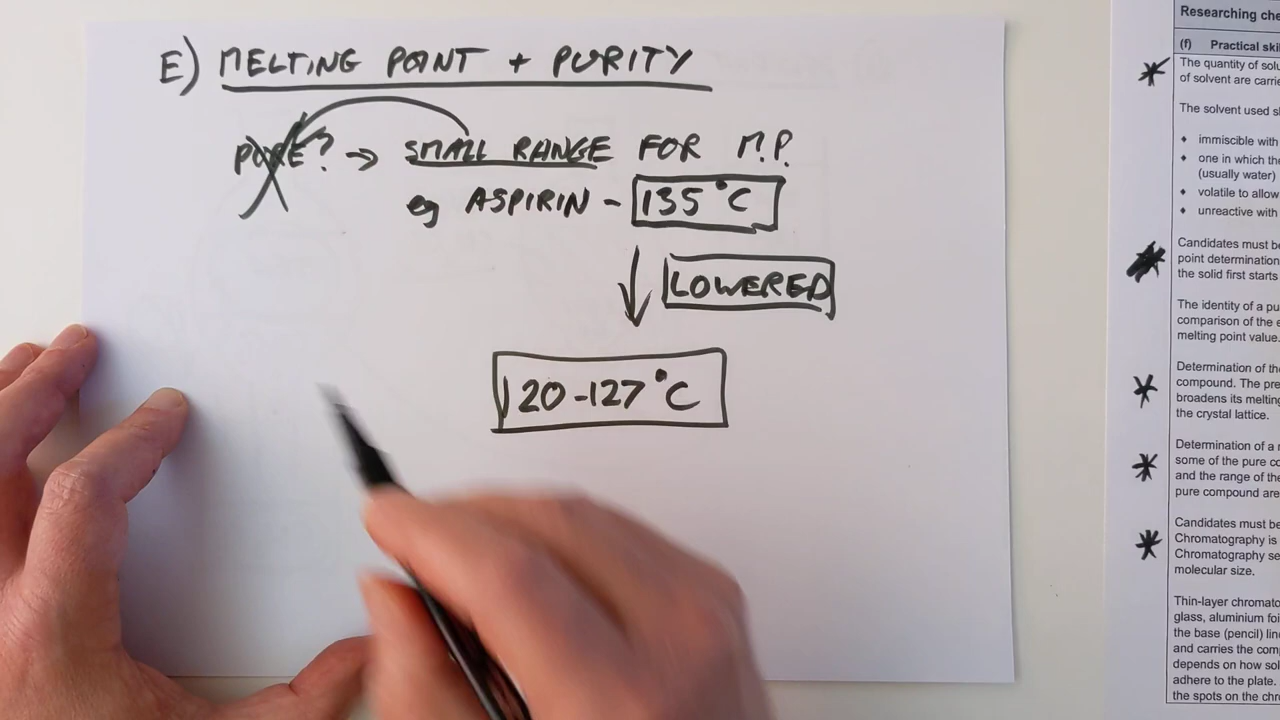 E) MELTING POINT + PURITY
PURE? → SMALL RANGE FOR M.P.
eg ASPIRIN - 135°C
↓ LOWERED
120-127°C
Researching che
(f) Practical skil
The quantity of solu
of solvent are carrie
The solvent used s
♦ immiscible with
♦ one in which the
(usually water)
♦ volatile to allow
♦ unreactive with
Candidates must be
point determination
the solid first starts
The identity of a pu
comparison of the e
melting point value.
Determination of the
compound. The pre
broadens its melting
the crystal lattice.
Determination of a m
some of the pure co
and the range of the
pure compound are
Candidates must be
Chromatography is
Chromatography se
molecular size.
Thin-layer chromato
glass, aluminium foi
the base (pencil) line
and carries the comp
depends on how sol
adhere to the plate.
the spots on the chro